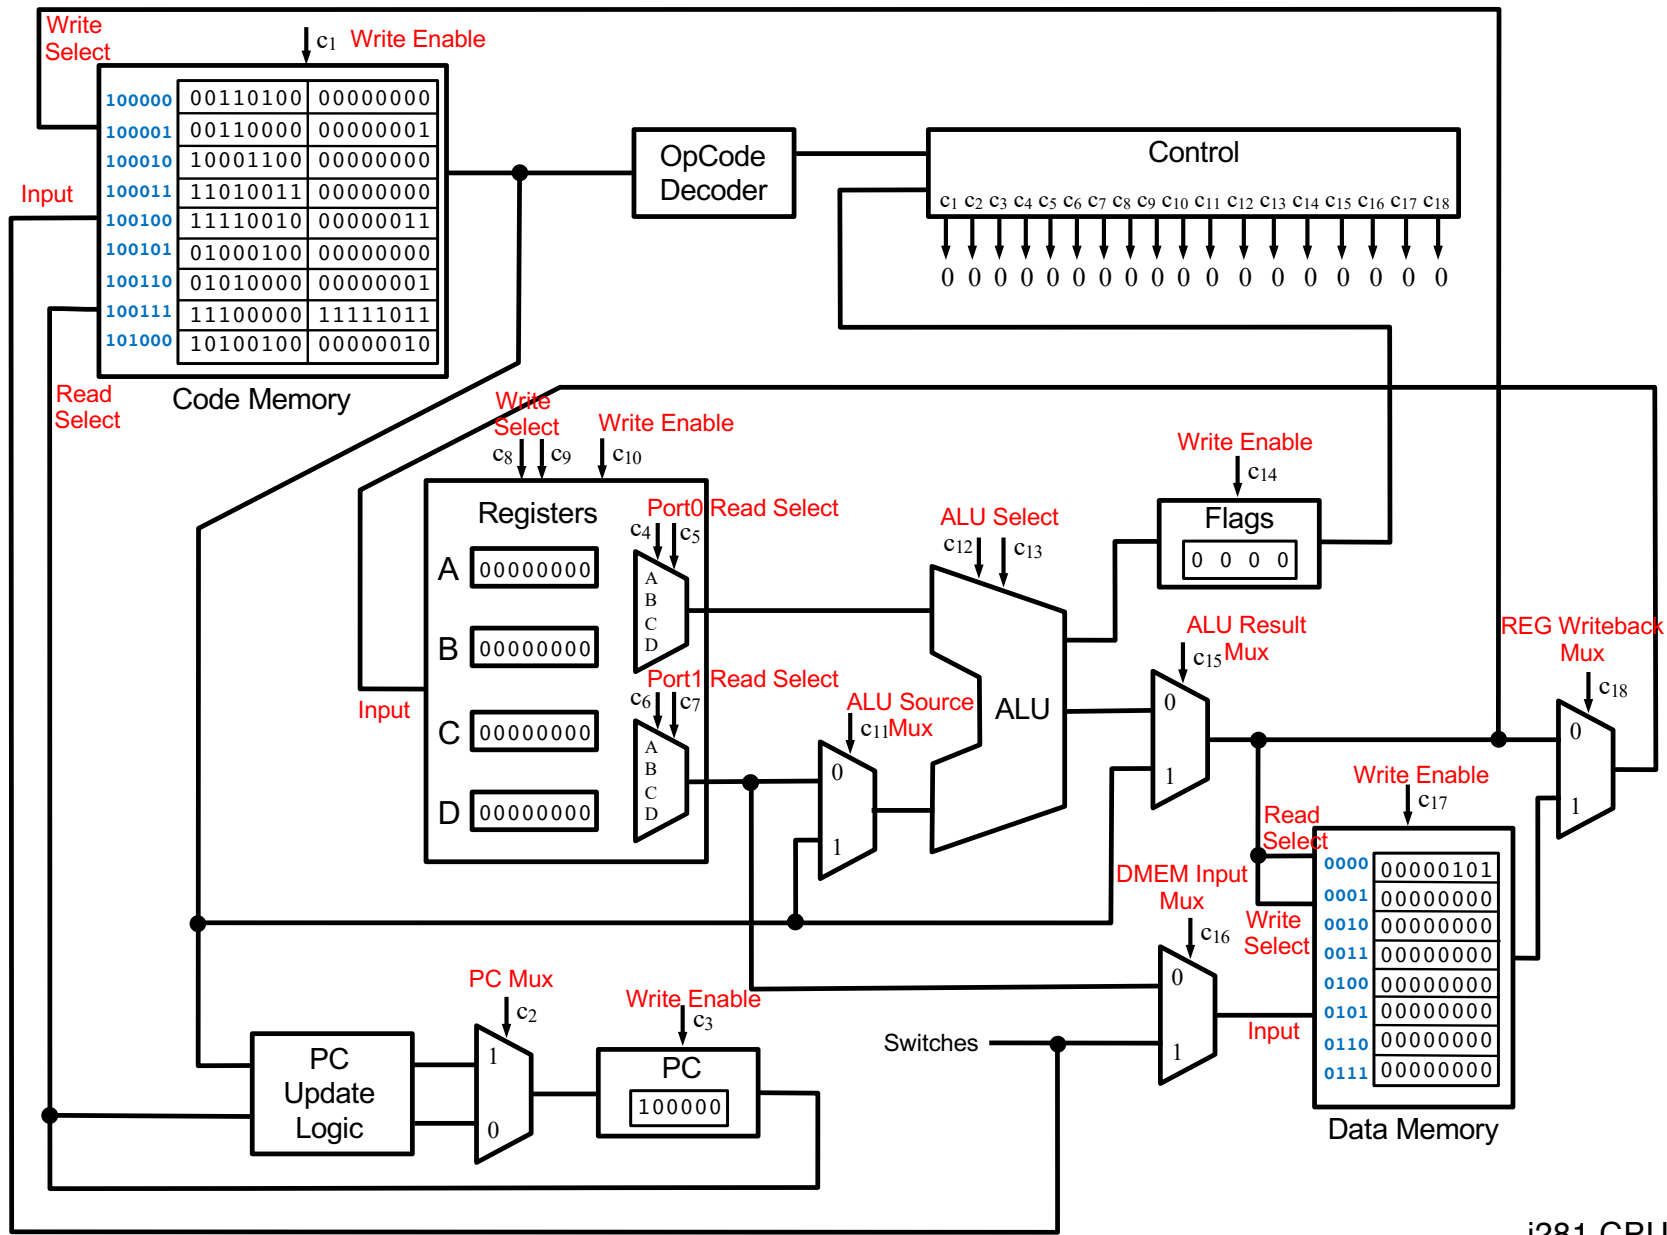 Write
Select
c1 Write Enable
100000 00110100 00000000
100001 00110000 00000001
100010 10001100 00000000
100011 11010011 00000000
100100 11110010 00000011
100101 01000100 00000000
100110 01010000 00000001
100111 11100000 11111011
101000 10100100 00000010
Input
Read
Select
Code Memory
OpCode
Decoder
Control
c1 c2 c3 c4 c5 c6 c7 c8 c9 c10 c11 c12 c13 c14 c15 c16 c17 c18
0 0 0 0 0 0 0 0 0 0 0 0 0 0 0 0 0 0
Write
Select
c8 c9
Write Enable
c10
Registers
A 00000000
B 00000000
C 00000000
D 00000000
Input
Port0 Read Select
c4 c5
A
B
C
D
Port1 Read Select
c6 c7
A
B
C
D
ALU Source
Mux
c11
0
1
ALU Select
c12 c13
ALU
Write Enable
c14
Flags
0 0 0 0
ALU Result
Mux
c15
0
1
REG Writeback
Mux
c18
0
1
Write Enable
c17
Read
Select
Write
Select
Input
0000 00000101
0001 00000000
0010 00000000
0011 00000000
0100 00000000
0101 00000000
0110 00000000
0111 00000000
Data Memory
DMEM Input
Mux
c16
0
1
Switches
PC Mux
c2
1
0
Write Enable
c3
PC
100000
PC
Update
Logic
i281 CPU